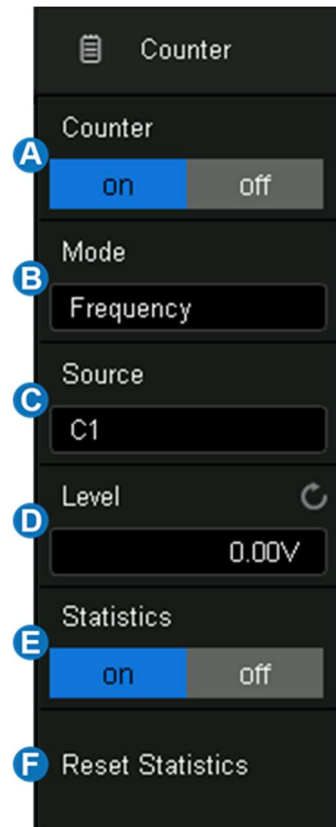 Counter
Counter
A
on off
Mode
B
Frequency
Source
C
C1
Level
D
0.00V
Statistics
E
on off
F Reset Statistics